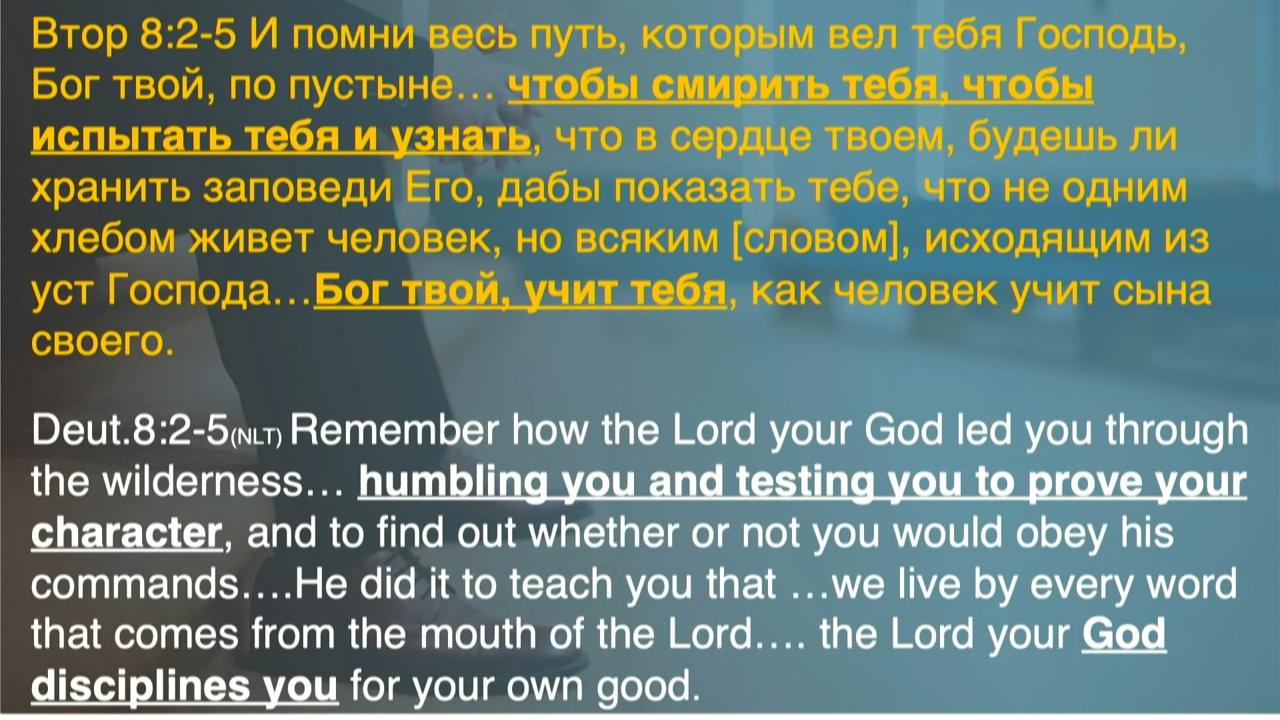 Втор 8:2-5 И помни весь путь, которым вел тебя Господь,
Бог твой, по пустыне… чтобы смирить тебя, чтобы
испытать тебя и узнать, что в сердце твоем, будешь ли
хранить заповеди Его, дабы показать тебе, что не одним
хлебом живет человек, но всяким [словом], исходящим из
уст Господа…Бог твой, учит тебя, как человек учит сына
своего.
Deut.8:2-5(NLT) Remember how the Lord your God led you through
the wilderness… humbling you and testing you to prove your
character, and to find out whether or not you would obey his
commands….He did it to teach you that …we live by every word
that comes from the mouth of the Lord…. the Lord your God
disciplines you for your own good.